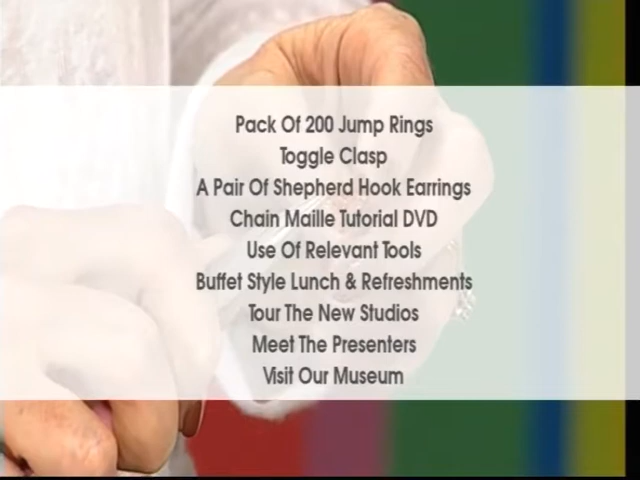 Pack Of 200 Jump Rings
Toggle Clasp
A Pair Of Shepherd Hook Earrings
Chain Maille Tutorial DVD
Use Of Relevant Tools
Buffet Style Lunch & Refreshments
Tour The New Studios
Meet The Presenters
Visit Our Museum